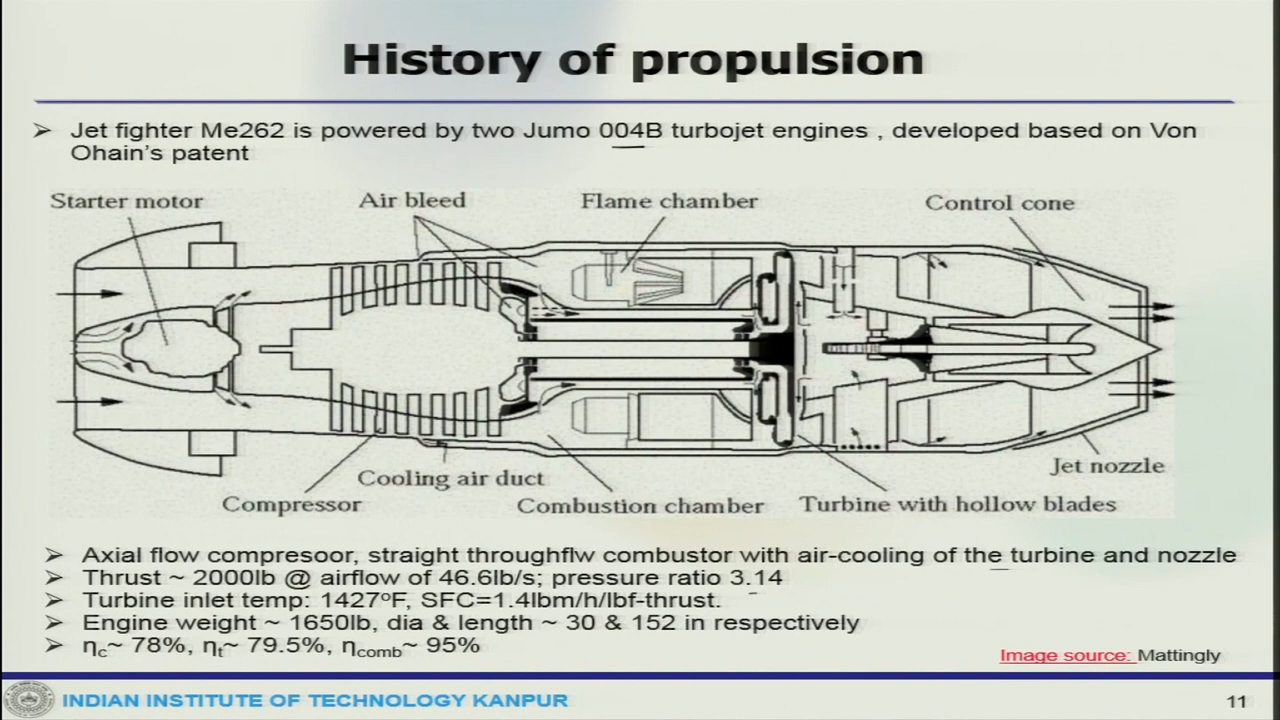 History of propulsion
➢ Jet fighter Me262 is powered by two Jumo 004B turbojet engines , developed based on Von
Ohain's patent
Starter motor
Air bleed
Flame chamber
Control cone
Jet nozzle
Cooling air duct
Compressor
Combustion chamber
Turbine with hollow blades
➢ Axial flow compresoor, straight throughflw combustor with air-cooling of the turbine and nozzle
➢ Thrust ~ 2000lb @ airflow of 46.6lb/s; pressure ratio 3.14
➢ Turbine inlet temp: 1427ºF, SFC=1.4lbm/h/lbf-thrust.
➢ Engine weight ~ 1650lb, dia & length ~ 30 & 152 in respectively
➢ ηc~ 78%, ηt~ 79.5%, ηcomb~ 95%
Image source: Mattingly
INDIAN INSTITUTE OF TECHNOLOGY KANPUR
11